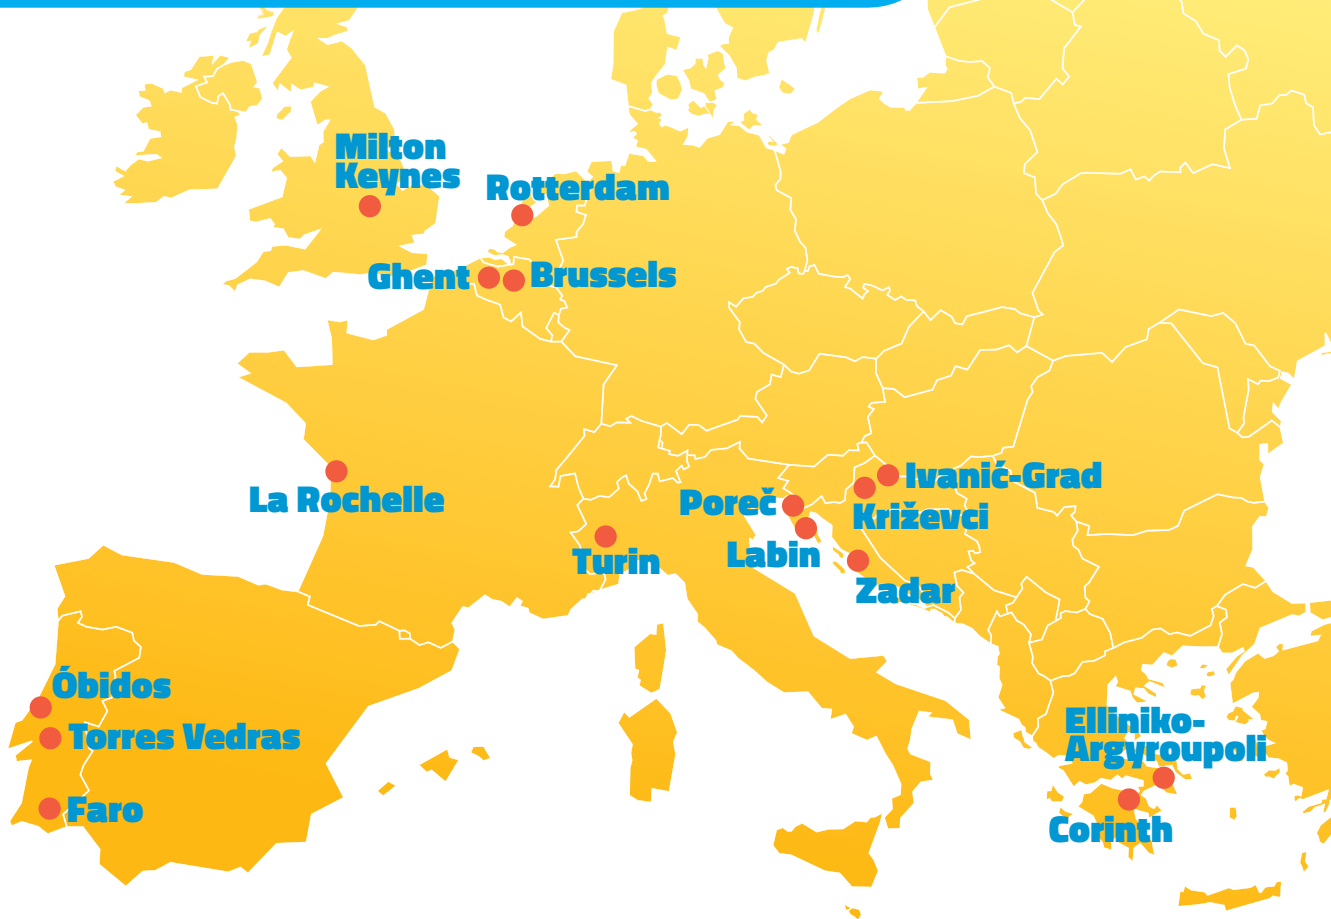 Milton
Keynes
Rotterdam
Ghent
Brussels
La Rochelle
Ivanić-Grad
Poreč
Križevci
Labin
Turin
Zadar
Óbidos
Torres Vedras
Elliniko-
Argyroupoli
Faro
Corinth